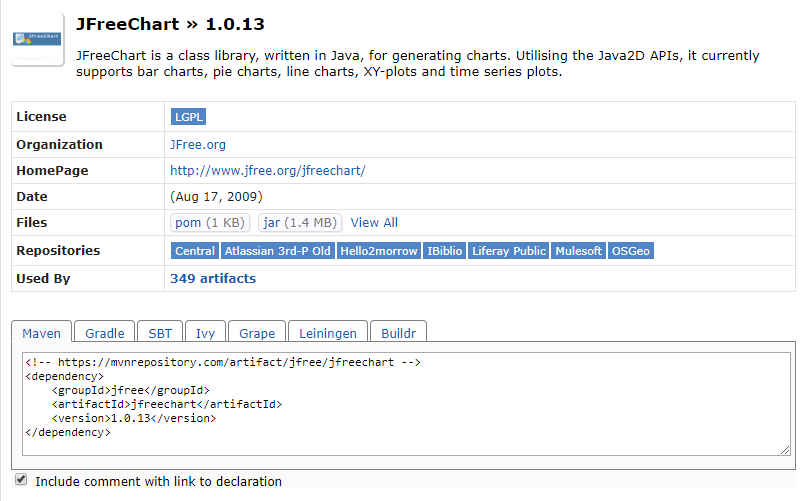 JFreeChart » 1.0.13
JFreeChart is a class library, written in Java, for generating charts. Utilising the Java2D APIs, it currently
supports bar charts, pie charts, line charts, XY-plots and time series plots.
License LGPL
Organization JFree.org
HomePage http://www.jfree.org/jfreechart/
Date (Aug 17, 2009)
Files pom (1 KB) jar (1.4 MB) View All
Repositories Central Atlassian 3rd-P Old Hello2morrow IBiblio Liferay Public Mulesoft OSGeo
Used By 349 artifacts
Maven Gradle SBT Ivy Grape Leiningen Buildr
<!-- https://mvnrepository.com/artifact/jfree/jfreechart -->
<dependency>
    <groupId>jfree</groupId>
    <artifactId>jfreechart</artifactId>
    <version>1.0.13</version>
</dependency>
Include comment with link to declaration